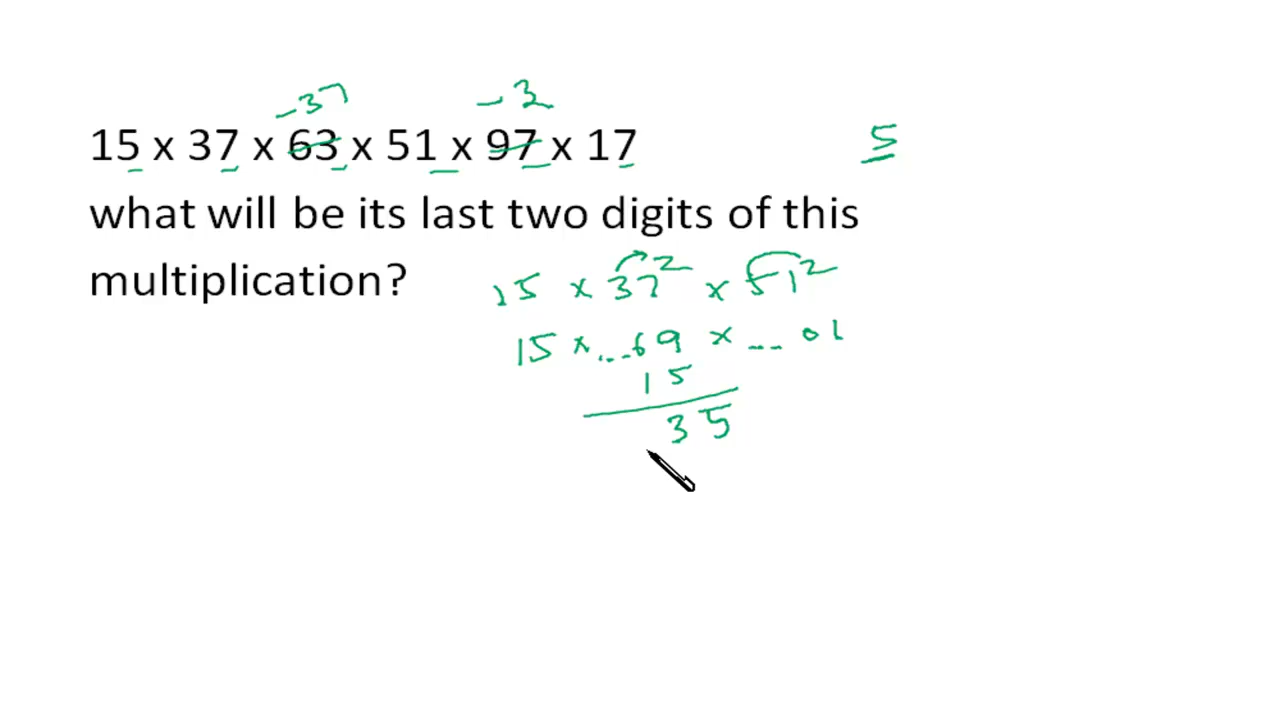 -37 -3
15 x 37 x 63 x 51 x 97 x 17 5
what will be its last two digits of this
multiplication?
15 x 37² x 51²
15 x ...69 x ... 01
15
35